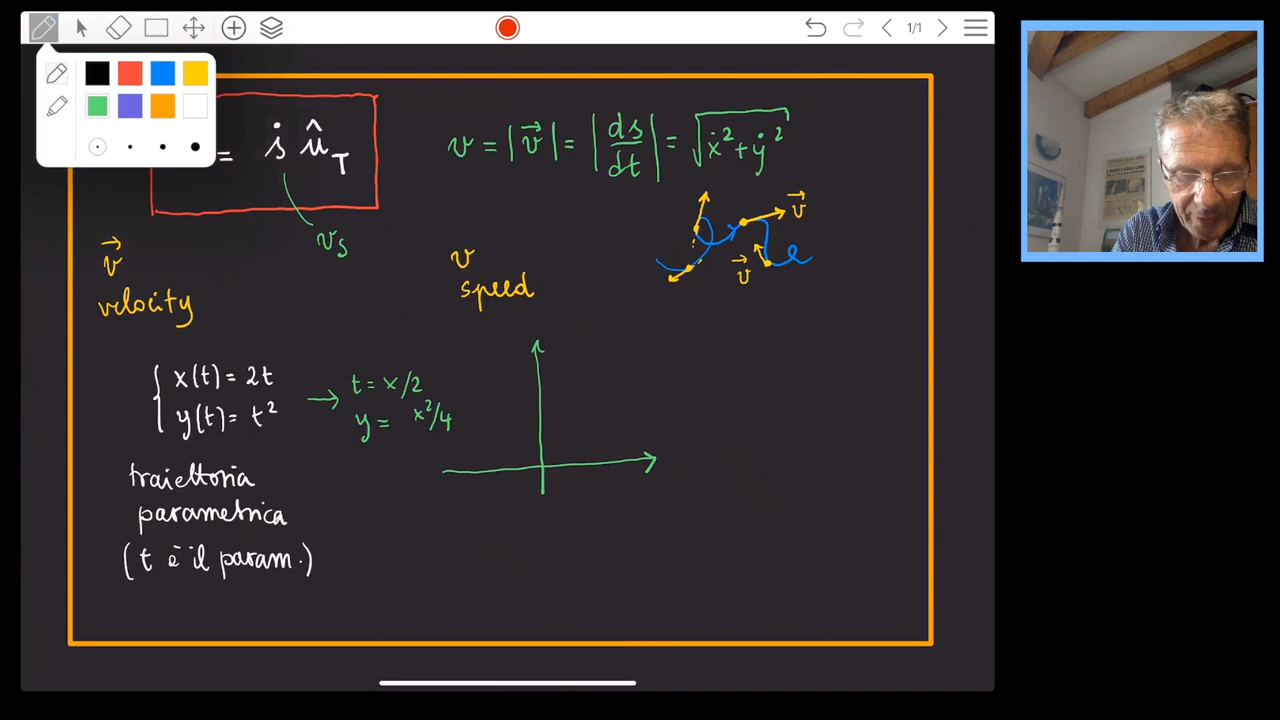 1/1
= ṡ û_T
v = |v⃗| = |ds/dt| = √ẋ² + ẏ²
v_s
v⃗
v⃗
velocity
v
speed
v⃗
{ x(t) = 2t
y(t) = t²
→ t = x/2
y = x²/4
traiettoria
parametrica
(t è il param.)